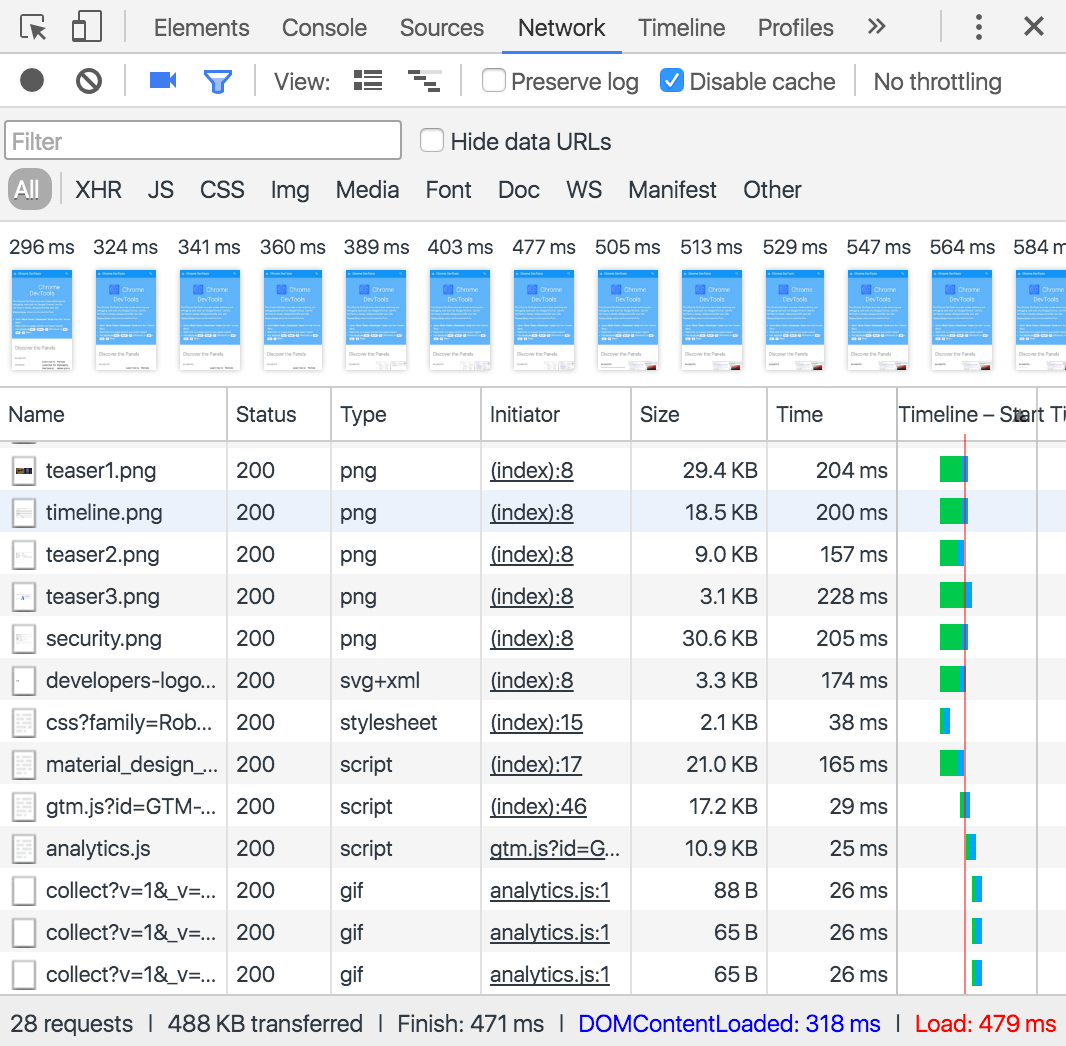 Elements Console Sources Network Timeline Profiles »
View: Preserve log Disable cache No throttling
Filter Hide data URLs
All XHR JS CSS Img Media Font Doc WS Manifest Other
296 ms 324 ms 341 ms 360 ms 389 ms 403 ms 477 ms 505 ms 513 ms 529 ms 547 ms 564 ms 584 m
Name Status Type Initiator Size Time Timeline – Start Ti
teaser1.png 200 png (index):8 29.4 KB 204 ms
timeline.png 200 png (index):8 18.5 KB 200 ms
teaser2.png 200 png (index):8 9.0 KB 157 ms
teaser3.png 200 png (index):8 3.1 KB 228 ms
security.png 200 png (index):8 30.6 KB 205 ms
developers-logo... 200 svg+xml (index):8 3.3 KB 174 ms
css?family=Rob... 200 stylesheet (index):15 2.1 KB 38 ms
material_design_... 200 script (index):17 21.0 KB 165 ms
gtm.js?id=GTM-... 200 script (index):46 17.2 KB 29 ms
analytics.js 200 script gtm.js?id=G... 10.9 KB 25 ms
collect?v=1&_v=... 200 gif analytics.js:1 88 B 26 ms
collect?v=1&_v=... 200 gif analytics.js:1 65 B 26 ms
collect?v=1&_v=... 200 gif analytics.js:1 65 B 26 ms
28 requests | 488 KB transferred | Finish: 471 ms | DOMContentLoaded: 318 ms | Load: 479 ms